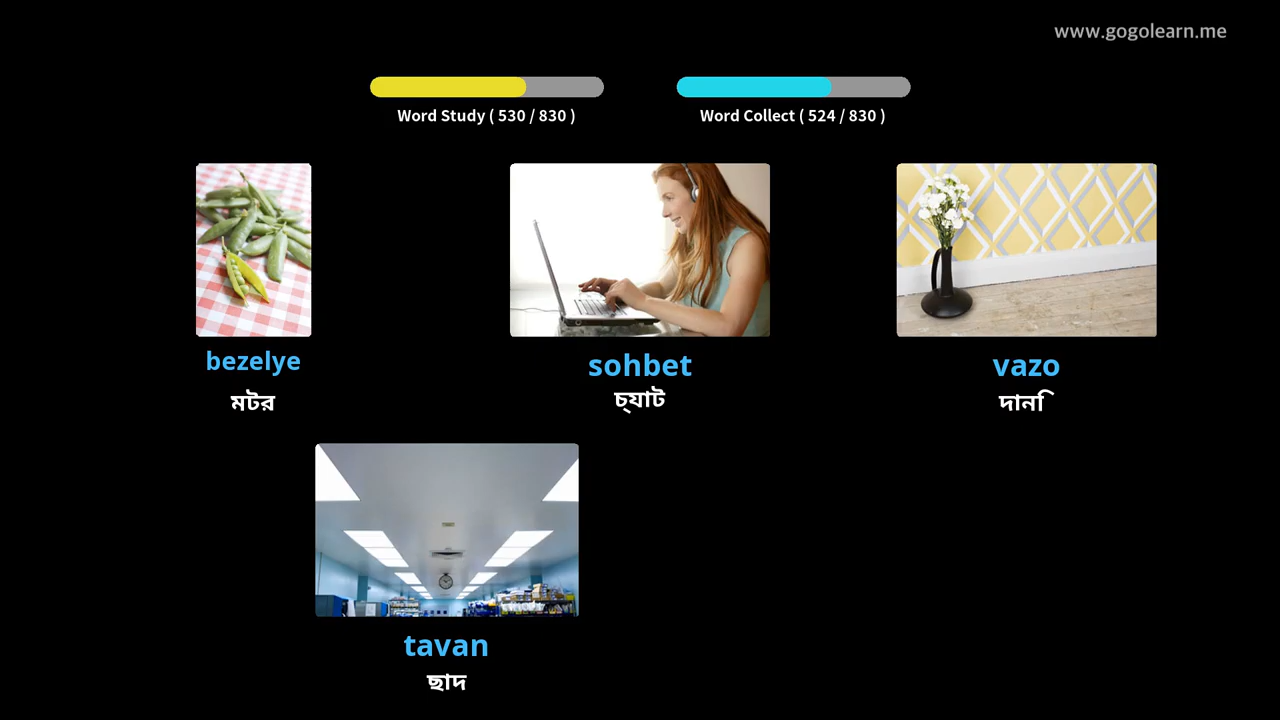 www.gogolearn.me
Word Study ( 530 / 830 )
Word Collect ( 524 / 830 )
bezelye
মটর
sohbet
চ্যাট
vazo
দানি
tavan
ছাদ